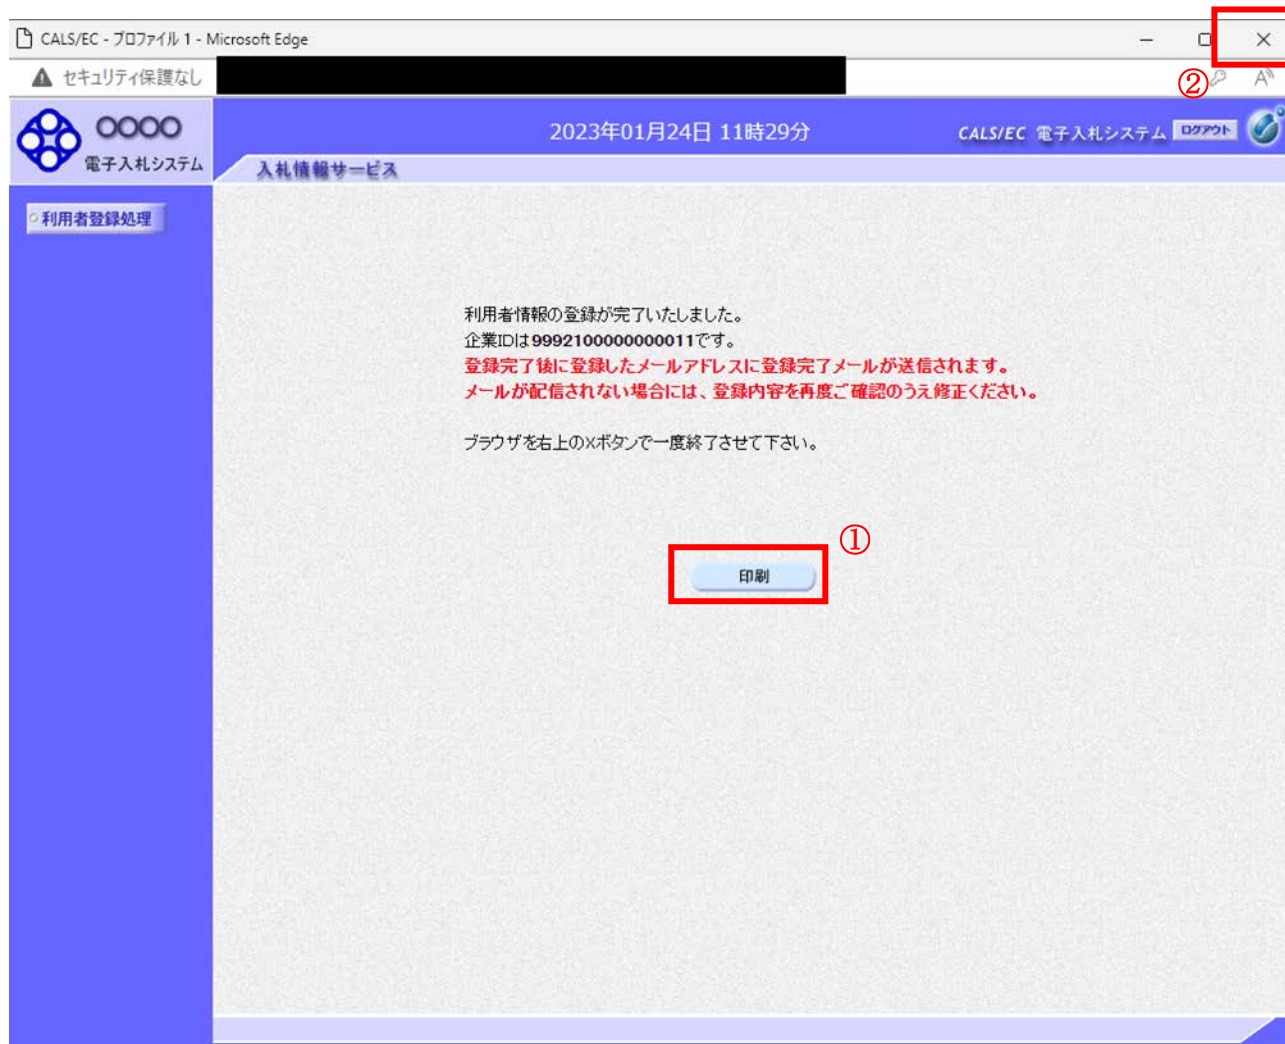 CALS/EC - プロファイル 1 - Microsoft Edge
セキュリティ保護なし
②
A
〇〇〇〇
電子入札システム
2023年01月24日 11時29分
CALS/EC 電子入札システム
ログアウト
入札情報サービス
利用者登録処理
利用者情報の登録が完了いたしました。
企業IDは9992100000000011です。
登録完了後に登録したメールアドレスに登録完了メールが送信されます。
メールが配信されない場合には、登録内容を再度ご確認のうえ修正ください。
ブラウザを右上の×ボタンで一度終了させて下さい。
①
印刷